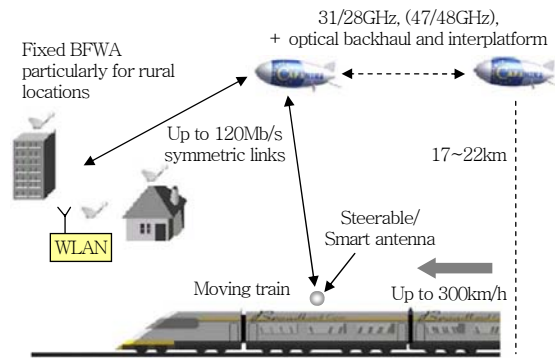 31/28GHz, (47/48GHz),
+ optical backhaul and interplatform
Fixed BFWA
particularly for rural
locations
Up to 120Mb/s
symmetric links
17~22km
Steerable/
Smart antenna
WLAN
Moving train
Up to 300km/h